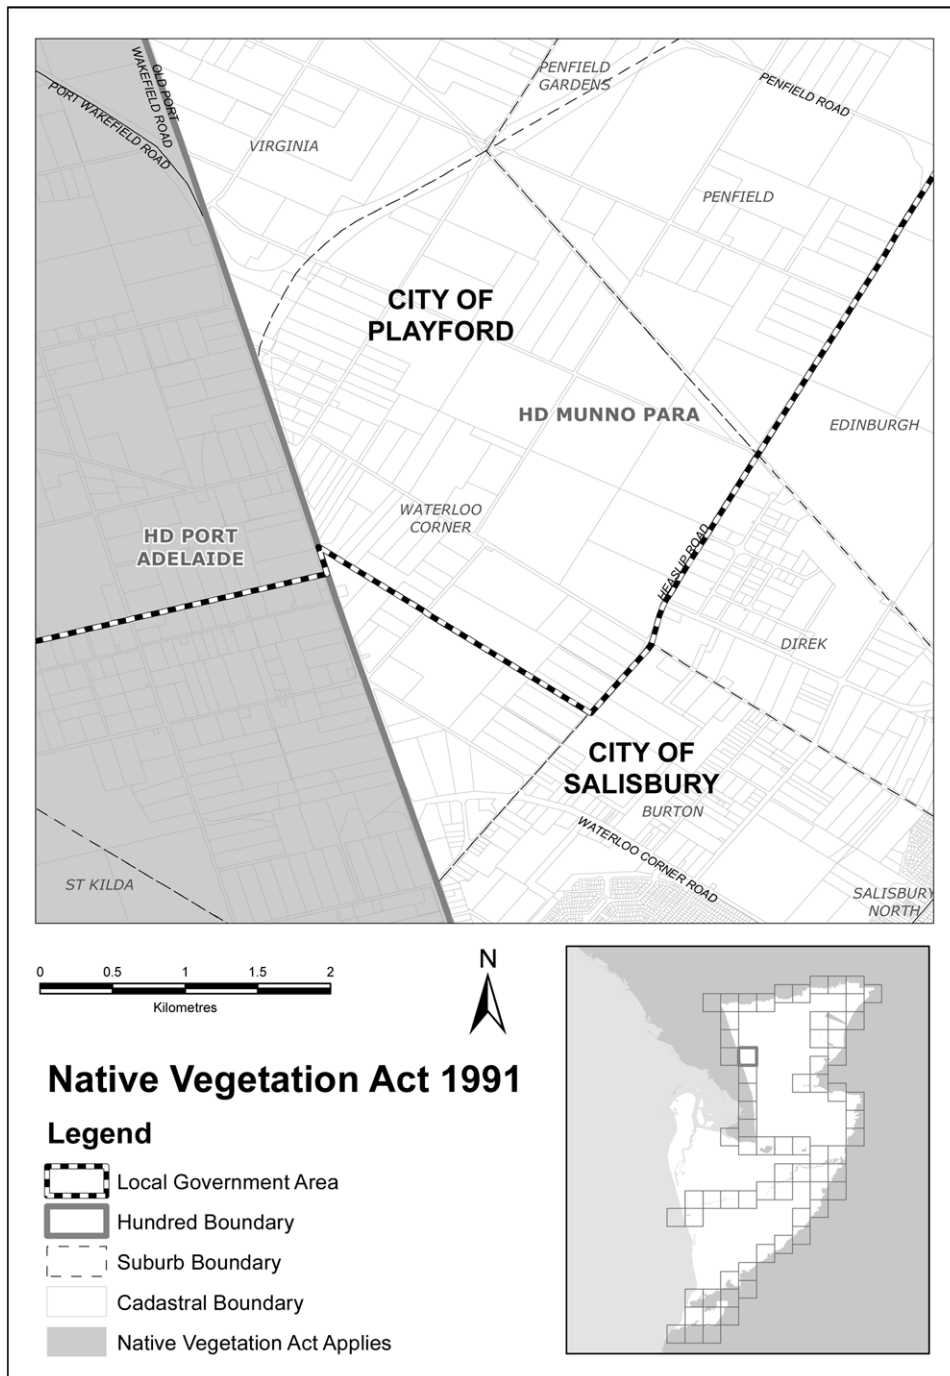 PENFIELD
GARDENS
PENFIELD ROAD
OLD PORT
WAKEFIELD ROAD
PORT WAKEFIELD ROAD
VIRGINIA
PENFIELD
CITY OF
PLAYFORD
HD MUNNO PARA
EDINBURGH
WATERLOO
CORNER
HD PORT
ADELAIDE
HEASLIP ROAD
DIREK
CITY OF
SALISBURY
BURTON
WATERLOO CORNER ROAD
ST KILDA
SALISBURY
NORTH
0 0.5 1 1.5 2
Kilometres
N
Native Vegetation Act 1991
Legend
Local Government Area
Hundred Boundary
Suburb Boundary
Cadastral Boundary
Native Vegetation Act Applies